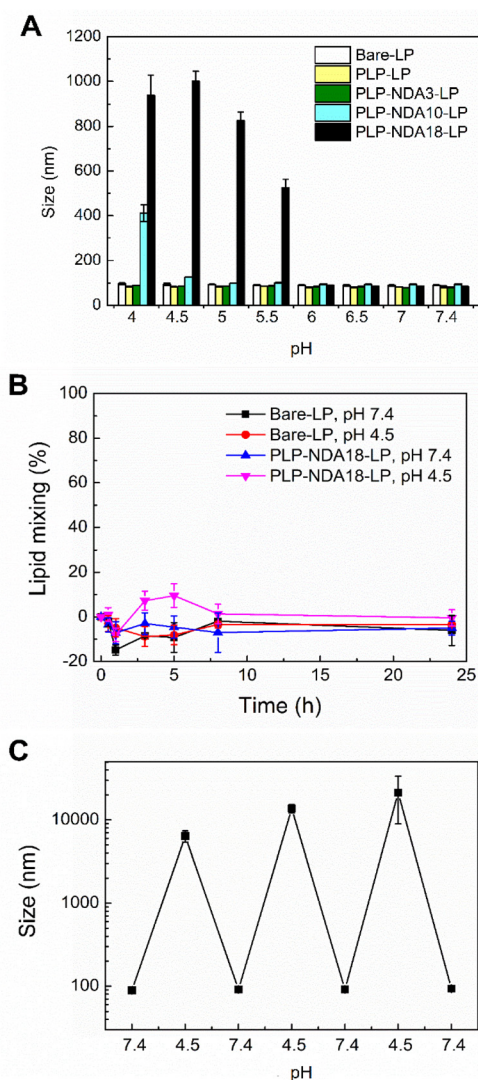 A
1200
1000
800
600
400
200
0
Size (nm)
Bare-LP
PLP-LP
PLP-NDA3-LP
PLP-NDA10-LP
PLP-NDA18-LP
4 4.5 5 5.5 6 6.5 7 7.4
pH
B
100
80
60
40
20
0
-20
Lipid mixing (%)
Bare-LP, pH 7.4
Bare-LP, pH 4.5
PLP-NDA18-LP, pH 7.4
PLP-NDA18-LP, pH 4.5
0 5 10 15 20 25
Time (h)
C
10000
1000
100
Size (nm)
7.4 4.5 7.4 4.5 7.4 4.5 7.4
pH